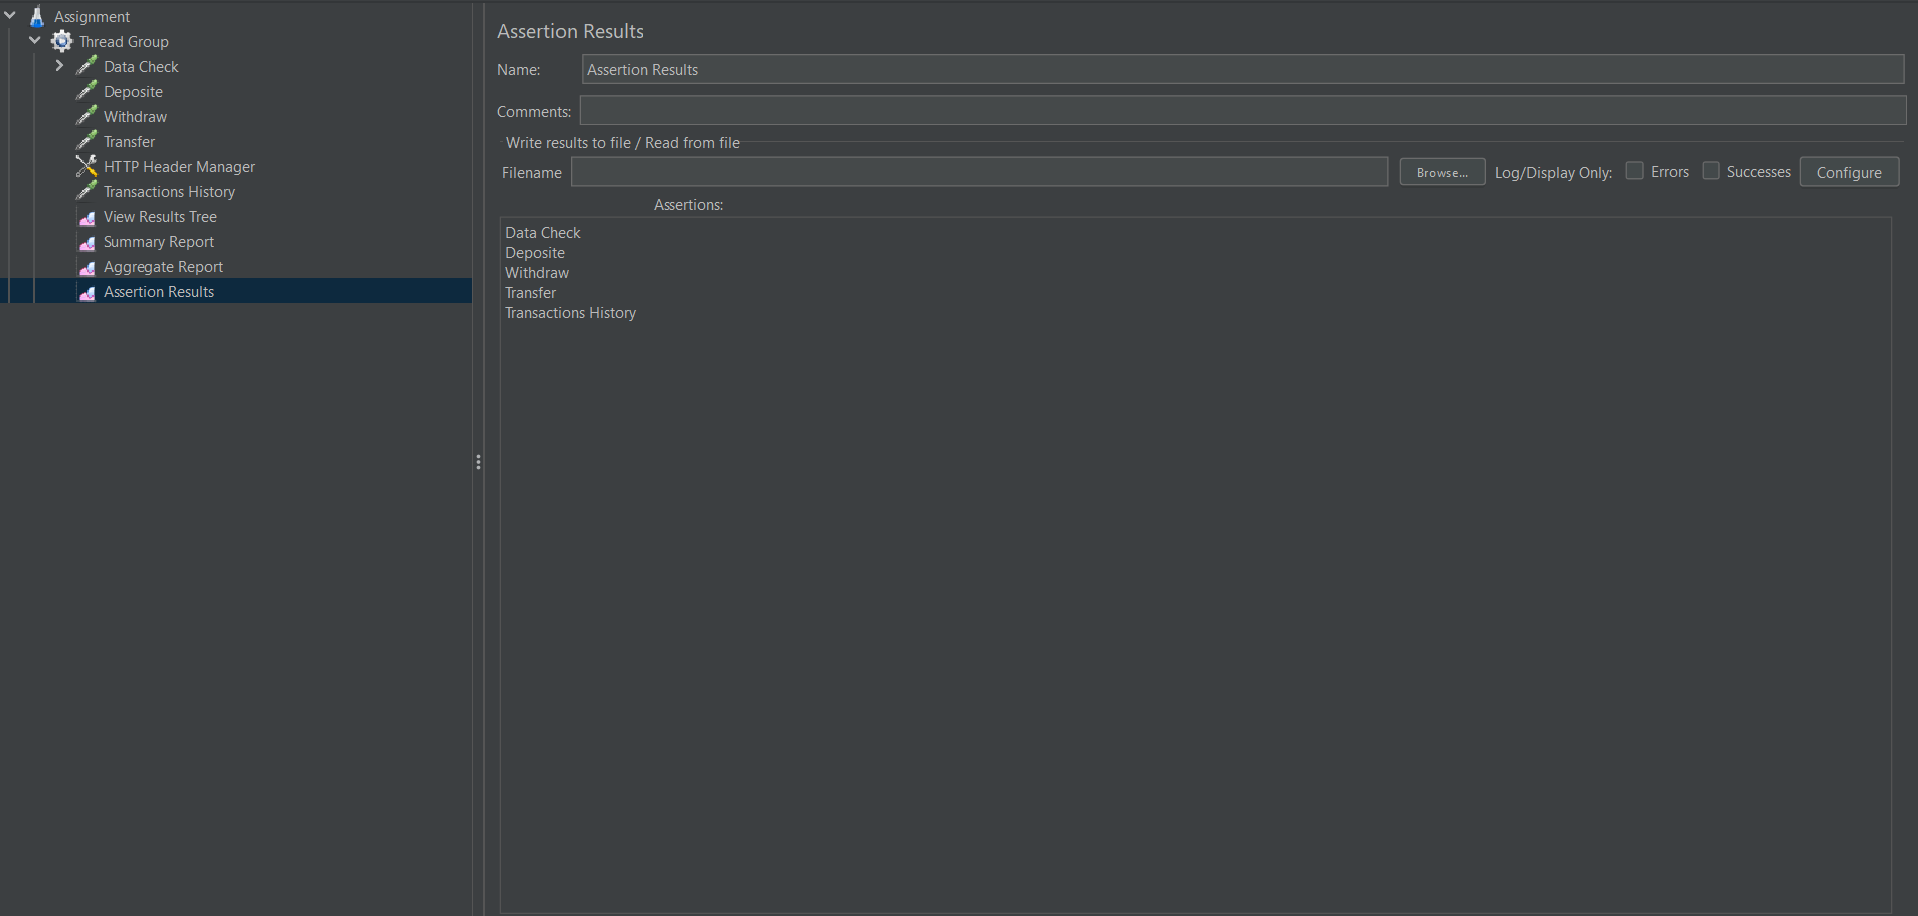 Assignment
Thread Group
Data Check
Deposite
Withdraw
Transfer
HTTP Header Manager
Transactions History
View Results Tree
Summary Report
Aggregate Report
Assertion Results
Assertion Results
Name: Assertion Results
Comments:
Write results to file / Read from file
Filename Browse... Log/Display Only: Errors Successes Configure
Assertions:
Data Check
Deposite
Withdraw
Transfer
Transactions History